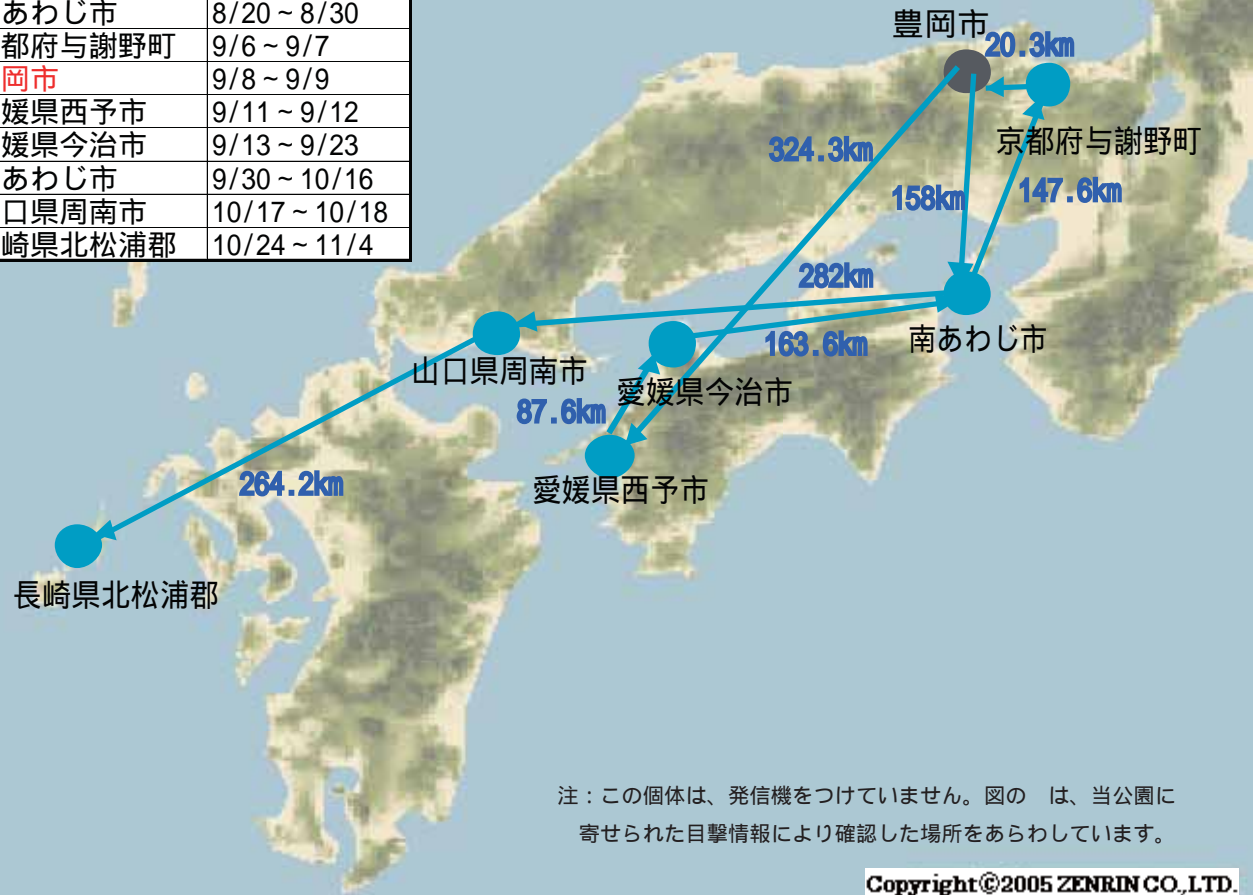 あわじ市 8/20～8/30
都府与謝野町 9/6～9/7
岡市 9/8～9/9
媛県西予市 9/11～9/12
媛県今治市 9/13～9/23
あわじ市 9/30～10/16
口県周南市 10/17～10/18
崎県北松浦郡 10/24～11/4
豊岡市
20.3km
京都府与謝野町
324.3km
158km
147.6km
282km
南あわじ市
163.6km
山口県周南市
愛媛県今治市
87.6km
愛媛県西予市
264.2km
長崎県北松浦郡
注：この個体は、発信機をつけていません。図の　は、当公園に
寄せられた目撃情報により確認した場所をあらわしています。
Copyright©2005 ZENRIN CO.,LTD.